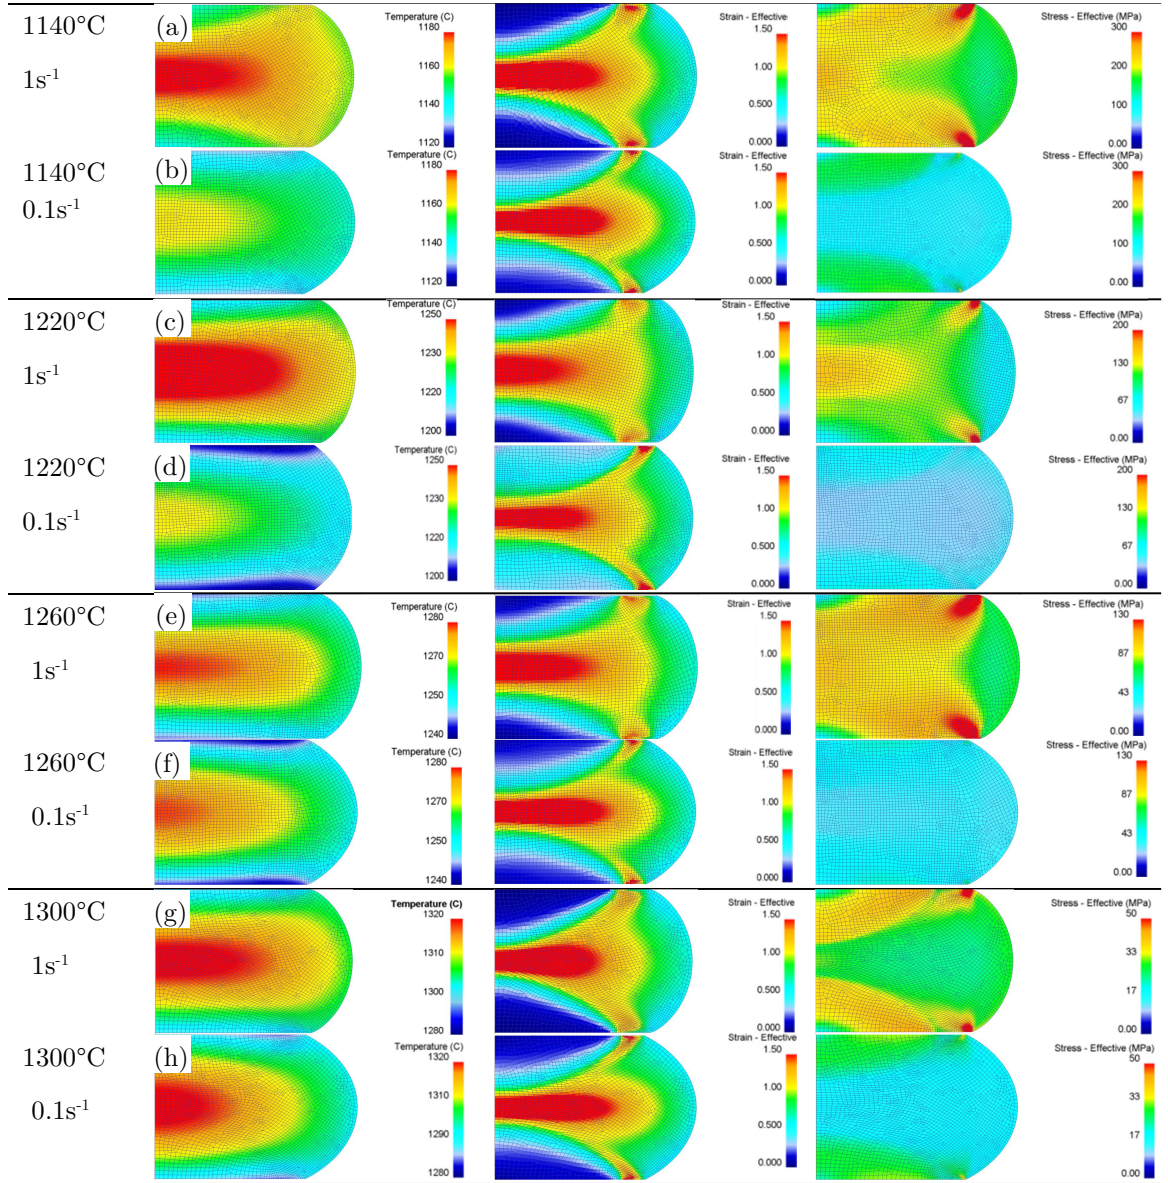 1140°C
1s-1
(a)
Temperature (C)
1180
1160
1140
1120
Strain - Effective
1.50
1.00
0.500
0.000
Stress - Effective (MPa)
300
200
100
0.00
1140°C
0.1s-1
(b)
Temperature (C)
1180
1160
1140
1120
Strain - Effective
1.50
1.00
0.500
0.000
Stress - Effective (MPa)
300
200
100
0.00
1220°C
1s-1
(c)
Temperature (C)
1250
1230
1220
1200
Strain - Effective
1.50
1.00
0.500
0.000
Stress - Effective (MPa)
200
130
67
0.00
1220°C
0.1s-1
(d)
Temperature (C)
1250
1230
1220
1200
Strain - Effective
1.50
1.00
0.500
0.000
Stress - Effective (MPa)
200
130
67
0.00
1260°C
1s-1
(e)
Temperature (C)
1280
1270
1250
1240
Strain - Effective
1.50
1.00
0.500
0.000
Stress - Effective (MPa)
130
87
43
0.00
1260°C
0.1s-1
(f)
Temperature (C)
1280
1270
1250
1240
Strain - Effective
1.50
1.00
0.500
0.000
Stress - Effective (MPa)
130
87
43
0.00
1300°C
1s-1
(g)
Temperature (C)
1320
1310
1300
1280
Strain - Effective
1.50
1.00
0.500
0.000
Stress - Effective (MPa)
50
33
17
0.00
1300°C
0.1s-1
(h)
Temperature (C)
1320
1310
1290
1280
Strain - Effective
1.50
1.00
0.500
0.000
Stress - Effective (MPa)
50
33
17
0.00